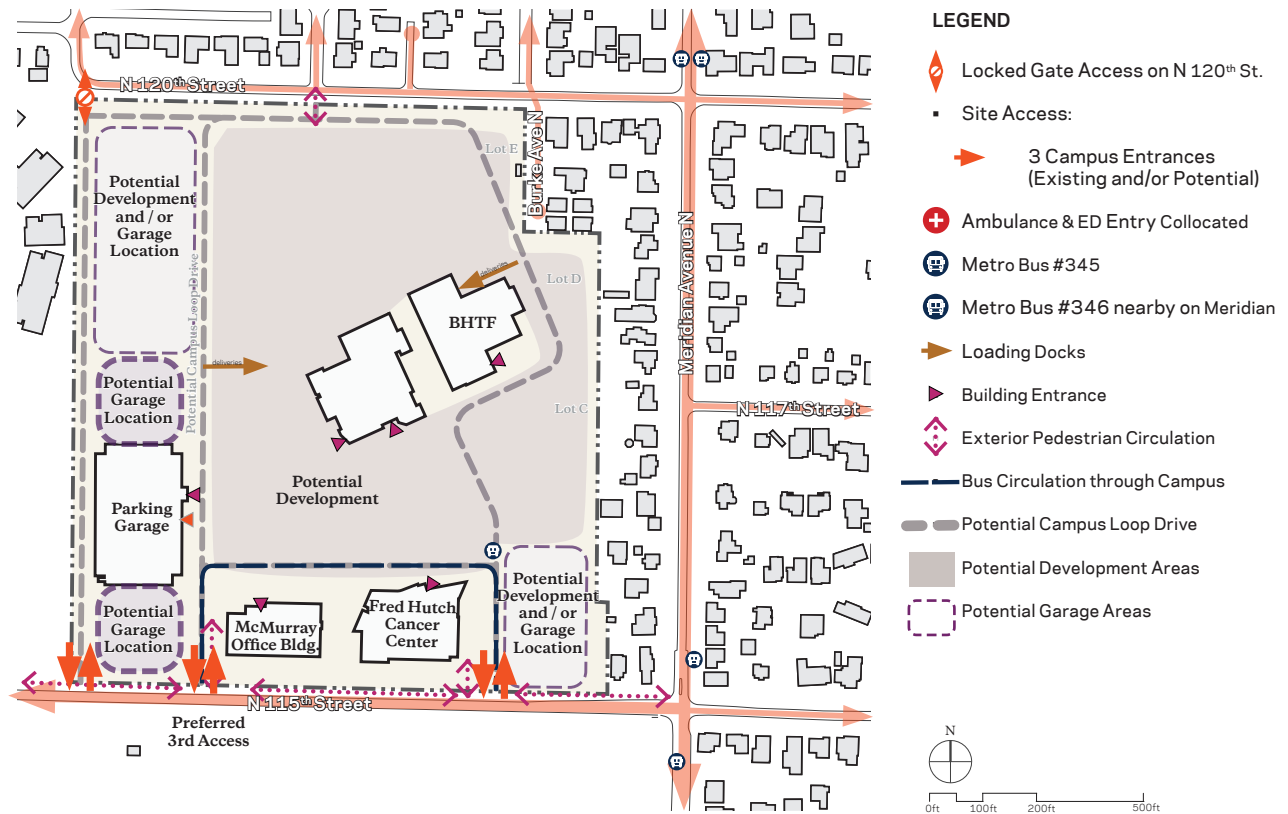 N 120th Street
Burke Ave N
Lot E
Potential
Development
and / or
Garage
Location
Potential Campus Loop Drive
Meridian Avenue N
deliveries
Lot D
BHTF
deliveries
Potential
Garage
Location
Lot C
N 117th Street
Potential
Development
Parking
Garage
Potential
Development
and / or
Garage
Location
Potential
Garage
Location
McMurray
Office Bldg.
Fred Hutch
Cancer
Center
N 115th Street
Preferred
3rd Access
LEGEND
Locked Gate Access on N 120th St.
▪ Site Access:
3 Campus Entrances
(Existing and/or Potential)
Ambulance & ED Entry Collocated
Metro Bus #345
Metro Bus #346 nearby on Meridian
Loading Docks
Building Entrance
Exterior Pedestrian Circulation
Bus Circulation through Campus
Potential Campus Loop Drive
Potential Development Areas
Potential Garage Areas
N
0ft 100ft 200ft 500ft